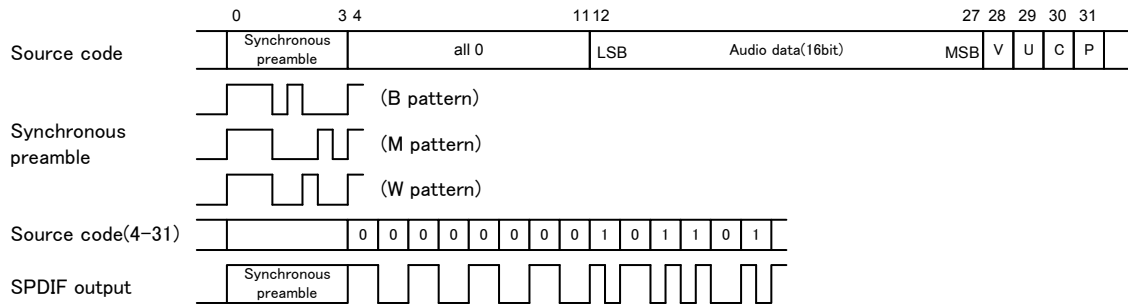 0 3 4 11 12 27 28 29 30 31
Source code Synchronous preamble all 0 LSB Audio data(16bit) MSB V U C P
(B pattern)
Synchronous preamble (M pattern)
(W pattern)
Source code(4-31) 0 0 0 0 0 0 0 0 1 0 1 1 0 1
SPDIF output Synchronous preamble